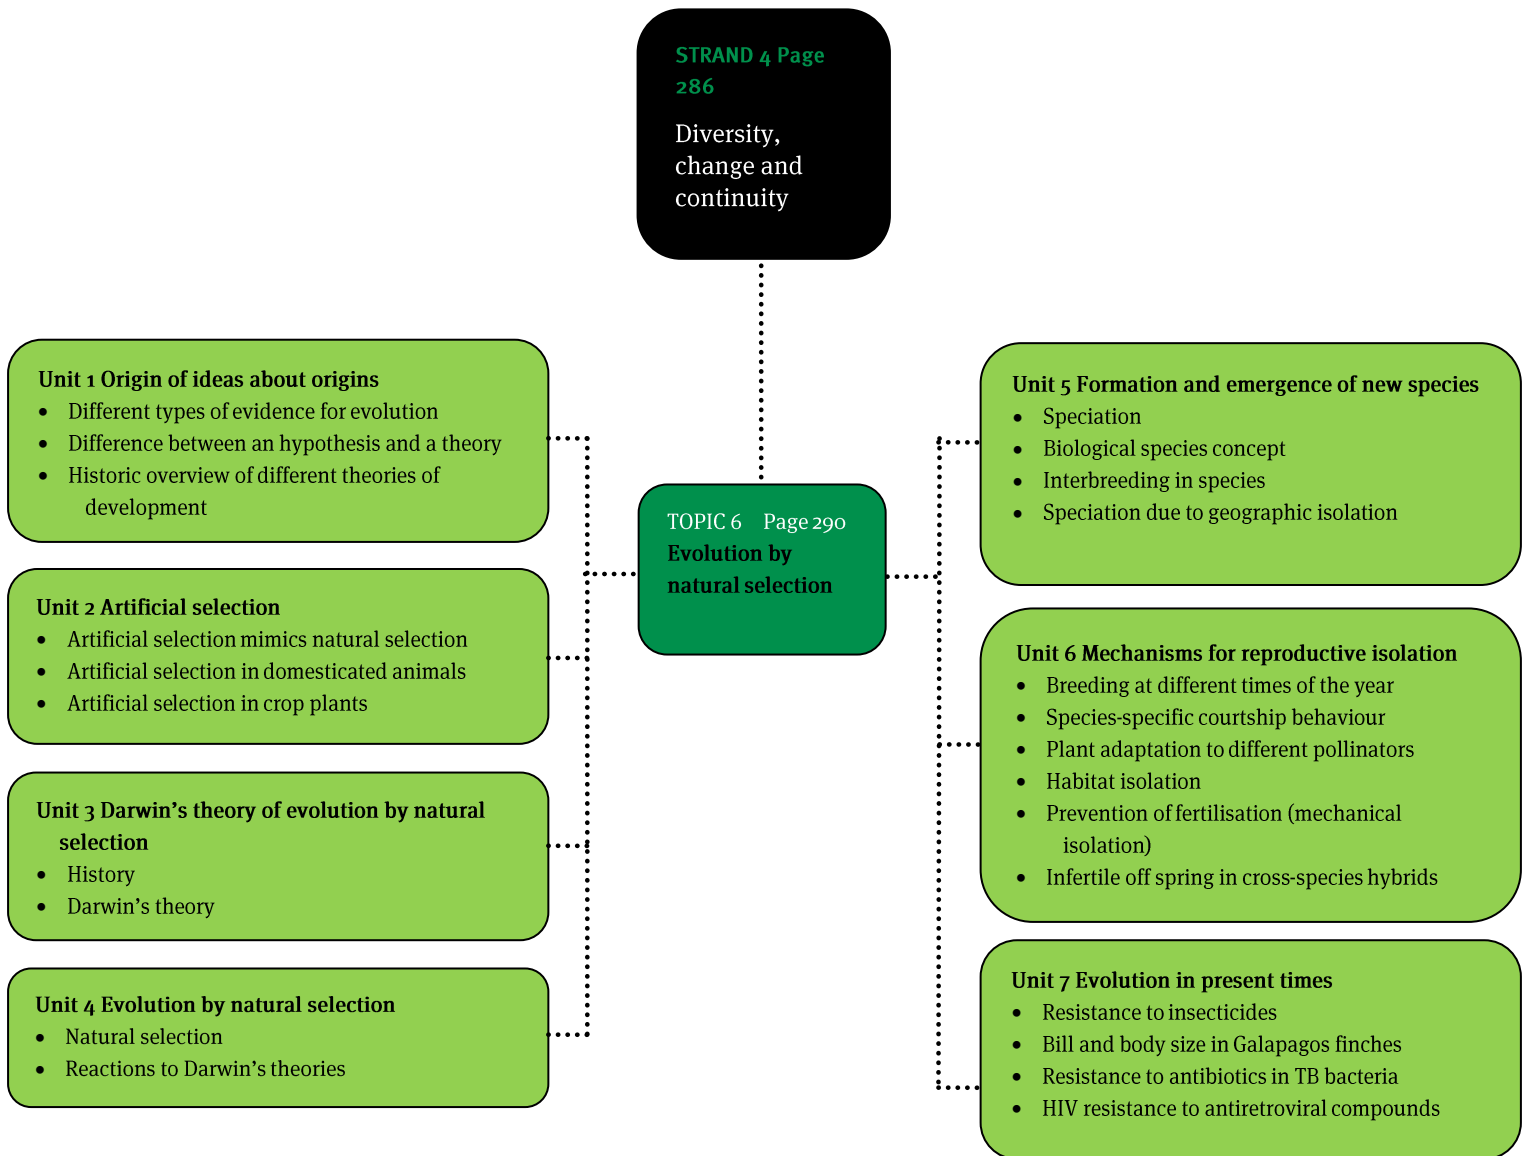 STRAND 4 Page
286
Diversity,
change and
continuity
TOPIC 6 Page 290
Evolution by
natural selection
Unit 1 Origin of ideas about origins
• Different types of evidence for evolution
• Difference between an hypothesis and a theory
• Historic overview of different theories of
development
Unit 2 Artificial selection
• Artificial selection mimics natural selection
• Artificial selection in domesticated animals
• Artificial selection in crop plants
Unit 3 Darwin’s theory of evolution by natural
selection
• History
• Darwin’s theory
Unit 4 Evolution by natural selection
• Natural selection
• Reactions to Darwin’s theories
Unit 5 Formation and emergence of new species
• Speciation
• Biological species concept
• Interbreeding in species
• Speciation due to geographic isolation
Unit 6 Mechanisms for reproductive isolation
• Breeding at different times of the year
• Species-specific courtship behaviour
• Plant adaptation to different pollinators
• Habitat isolation
• Prevention of fertilisation (mechanical
isolation)
• Infertile off spring in cross-species hybrids
Unit 7 Evolution in present times
• Resistance to insecticides
• Bill and body size in Galapagos finches
• Resistance to antibiotics in TB bacteria
• HIV resistance to antiretroviral compounds